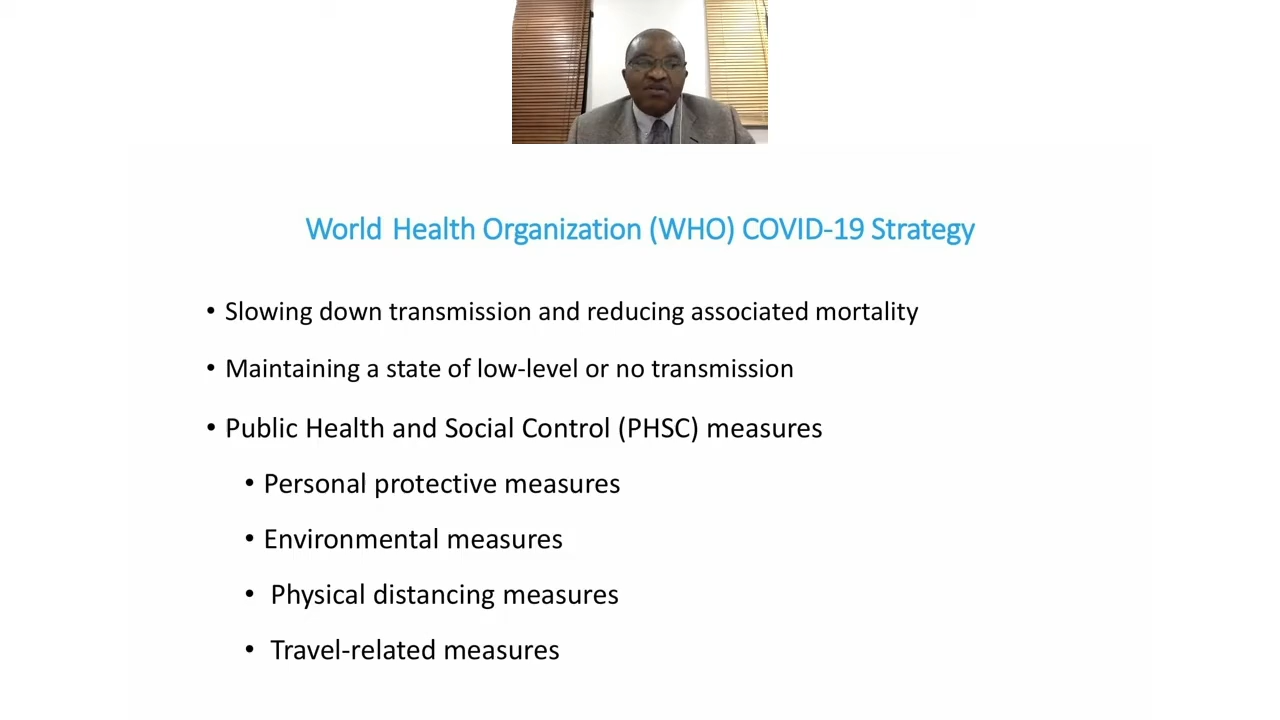 World Health Organization (WHO) COVID-19 Strategy
• Slowing down transmission and reducing associated mortality
• Maintaining a state of low-level or no transmission
• Public Health and Social Control (PHSC) measures
• Personal protective measures
• Environmental measures
• Physical distancing measures
• Travel-related measures